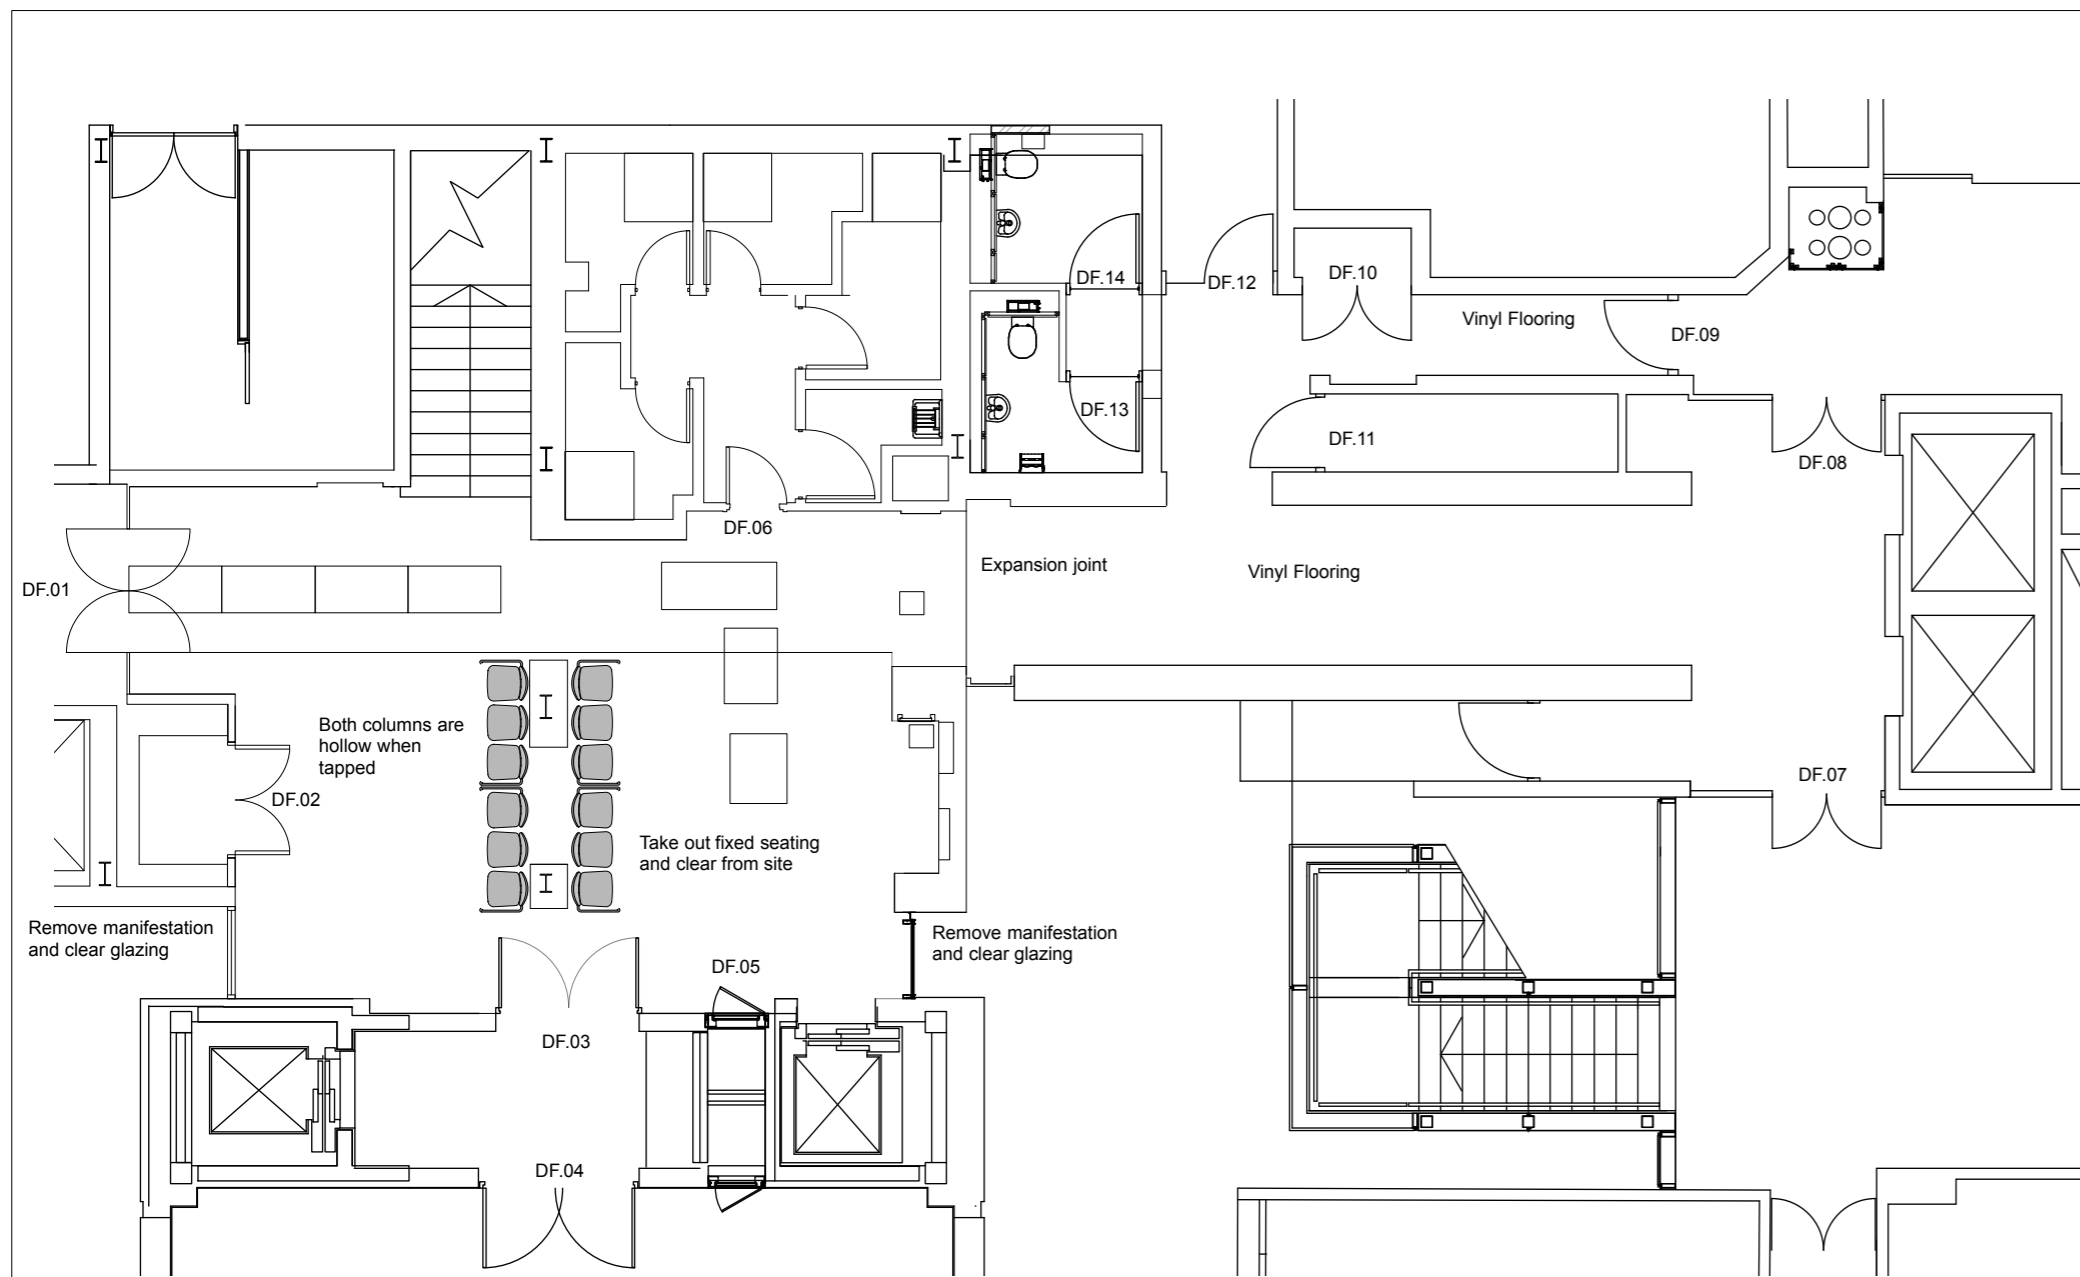 DF.14
DF.12
DF.10
Vinyl Flooring
DF.09
DF.13
DF.11
DF.08
DF.06
Expansion joint
Vinyl Flooring
DF.01
Both columns are
hollow when
tapped
DF.02
DF.07
Take out fixed seating
and clear from site
Remove manifestation
and clear glazing
Remove manifestation
and clear glazing
DF.05
DF.03
DF.04